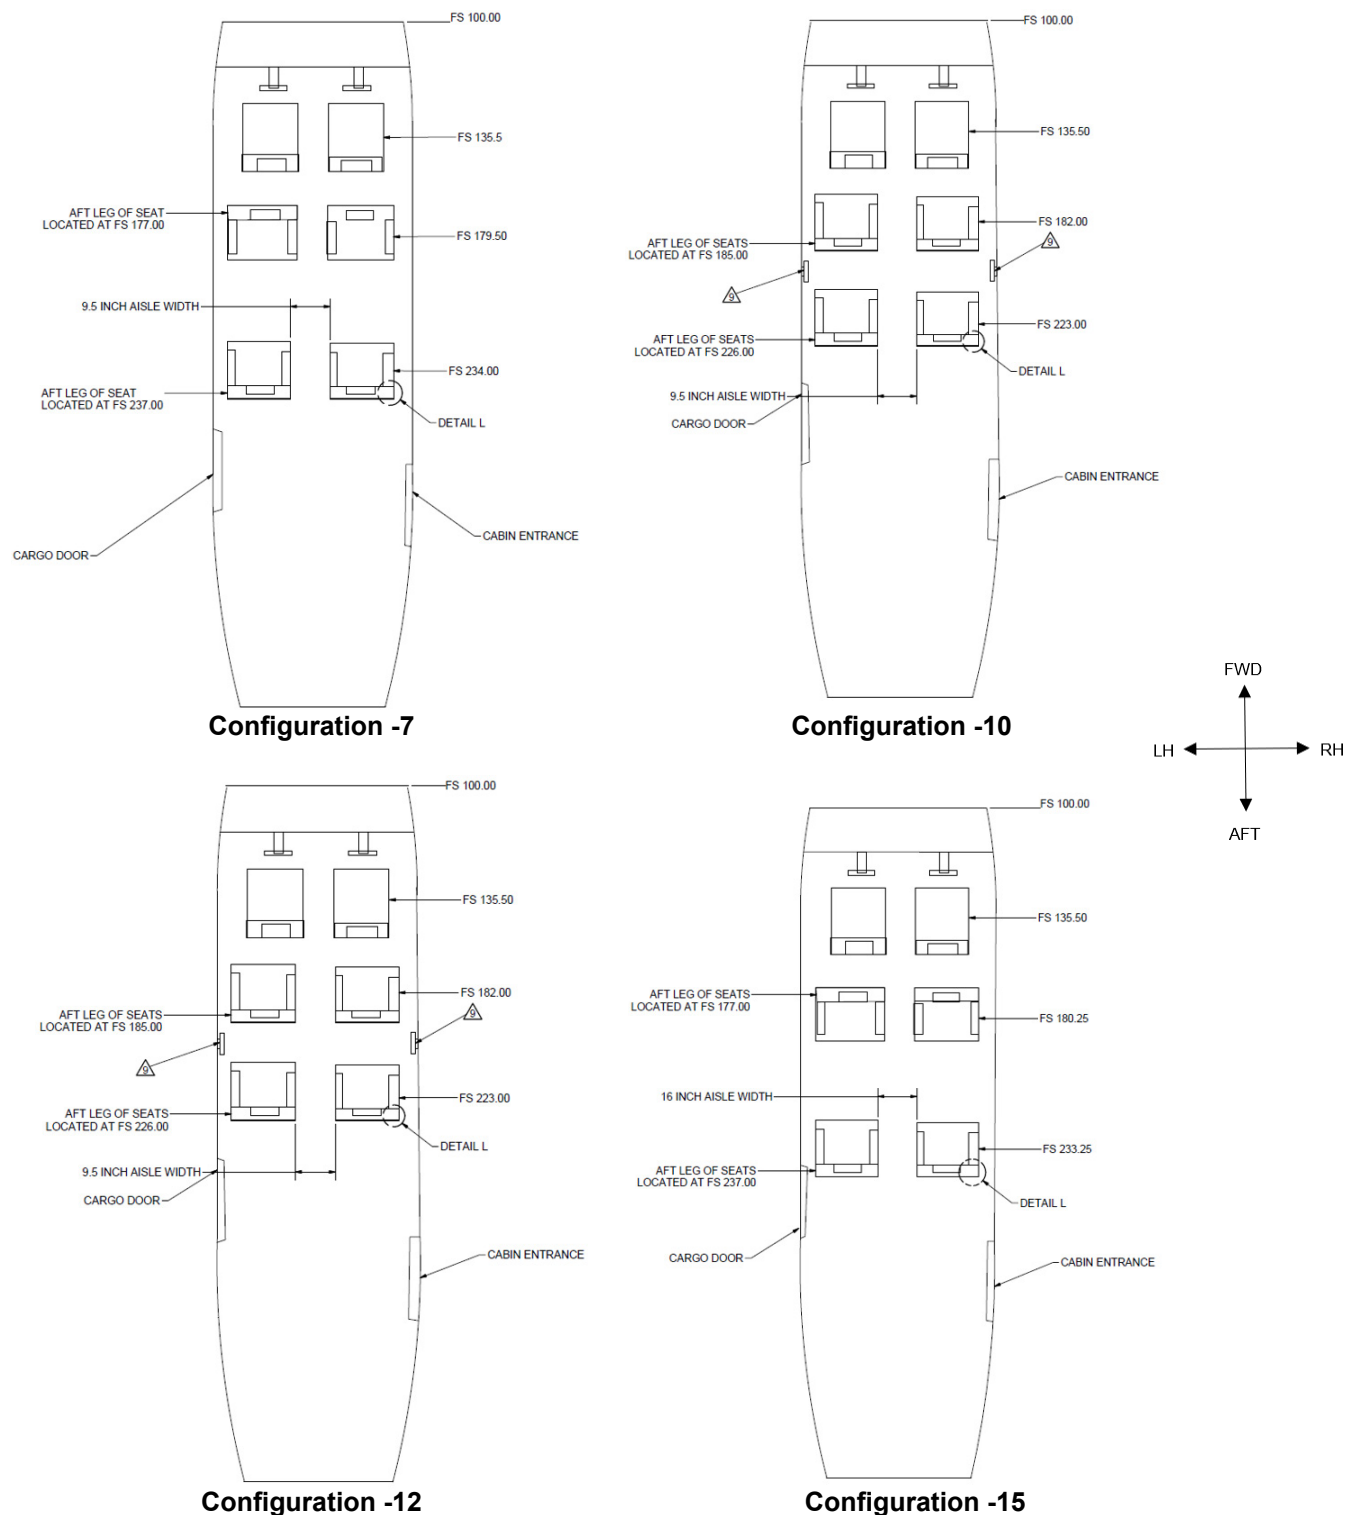 FS 100.00
FS 135.5
AFT LEG OF SEAT
LOCATED AT FS 177.00
FS 179.50
9.5 INCH AISLE WIDTH
FS 234.00
AFT LEG OF SEAT
LOCATED AT FS 237.00
DETAIL L
CARGO DOOR
CABIN ENTRANCE
Configuration -7
FS 100.00
FS 135.50
FS 182.00
9
AFT LEG OF SEATS
LOCATED AT FS 185.00
9
FS 223.00
AFT LEG OF SEATS
LOCATED AT FS 226.00
DETAIL L
9.5 INCH AISLE WIDTH
CARGO DOOR
CABIN ENTRANCE
Configuration -10
FWD
LH
RH
AFT
FS 100.00
FS 135.50
FS 182.00
9
AFT LEG OF SEATS
LOCATED AT FS 185.00
9
FS 223.00
AFT LEG OF SEATS
LOCATED AT FS 226.00
DETAIL L
9.5 INCH AISLE WIDTH
CARGO DOOR
CABIN ENTRANCE
Configuration -12
FS 100.00
FS 135.50
AFT LEG OF SEATS
LOCATED AT FS 177.00
FS 180.25
16 INCH AISLE WIDTH
FS 233.25
AFT LEG OF SEATS
LOCATED AT FS 237.00
DETAIL L
CARGO DOOR
CABIN ENTRANCE
Configuration -15